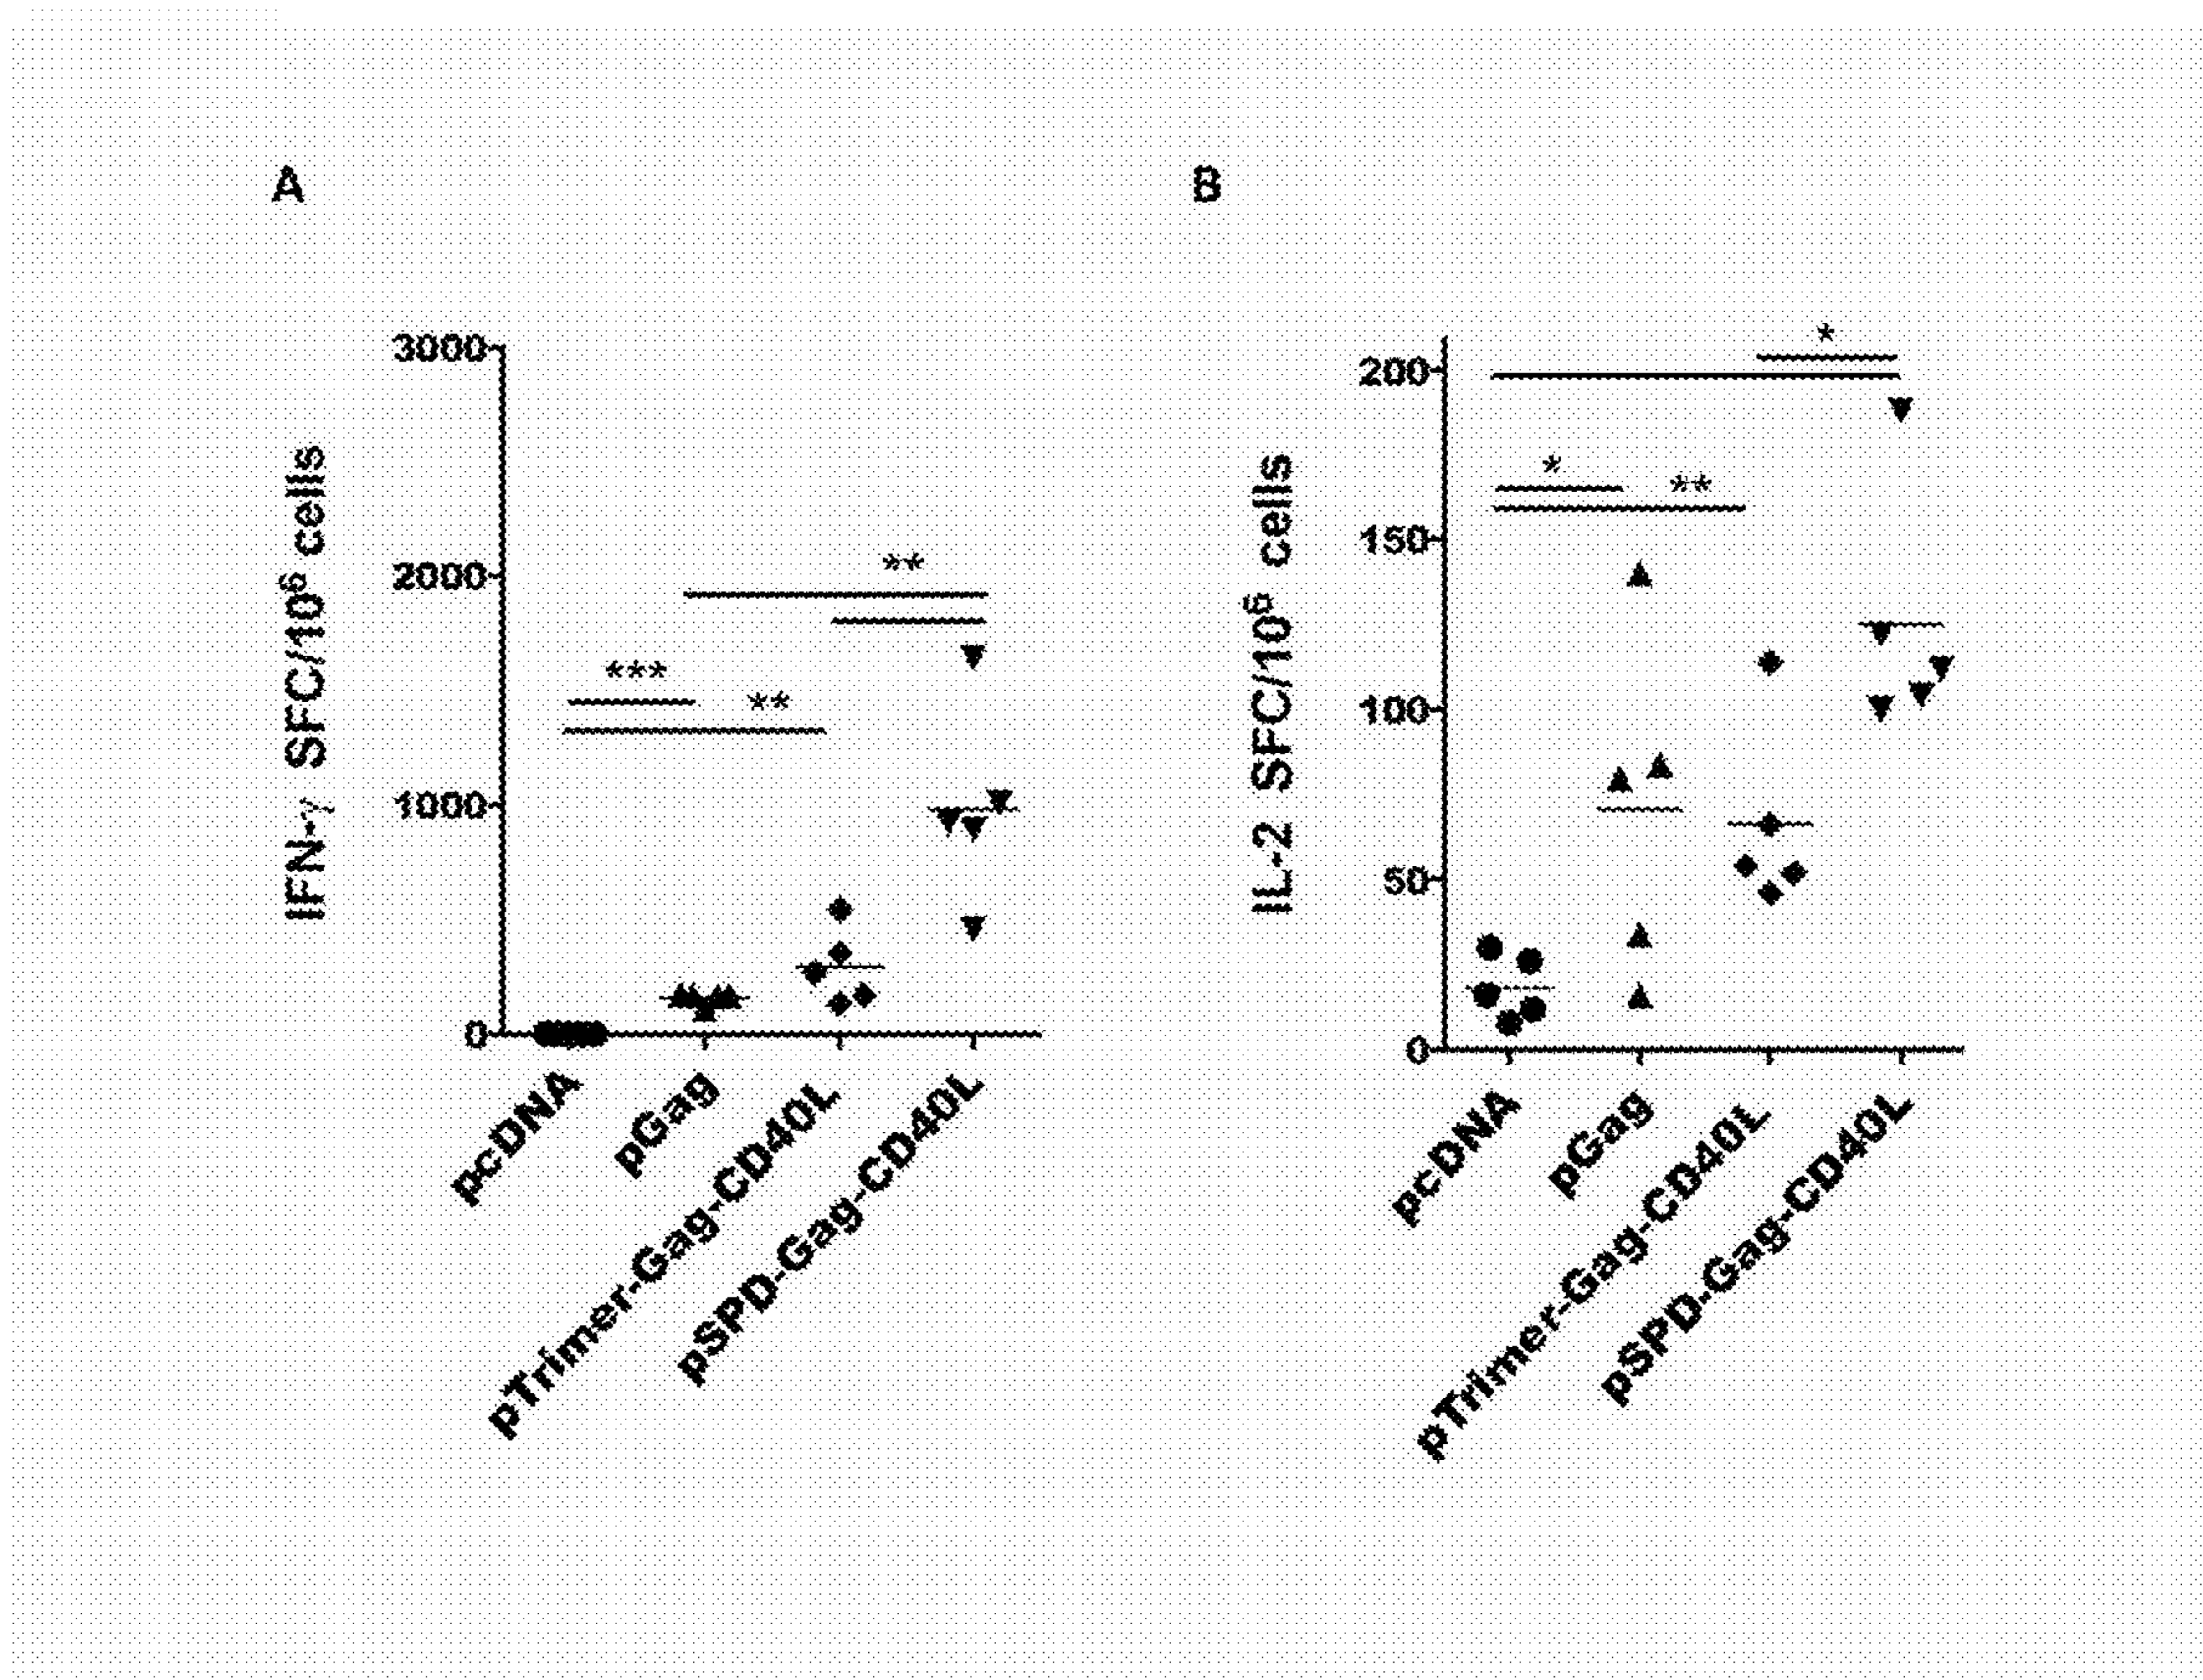 A
3000
2000
1000
0
IFN-γ SFC/10⁶ cells
**
***
**
pcDNA
pGag
pTrimer-Gag-CD40L
pSPD-Gag-CD40L
B
200
150
100
50
0
IL-2 SFC/10⁶ cells
*
*
**
pcDNA
pGag
pTrimer-Gag-CD40L
pSPD-Gag-CD40L